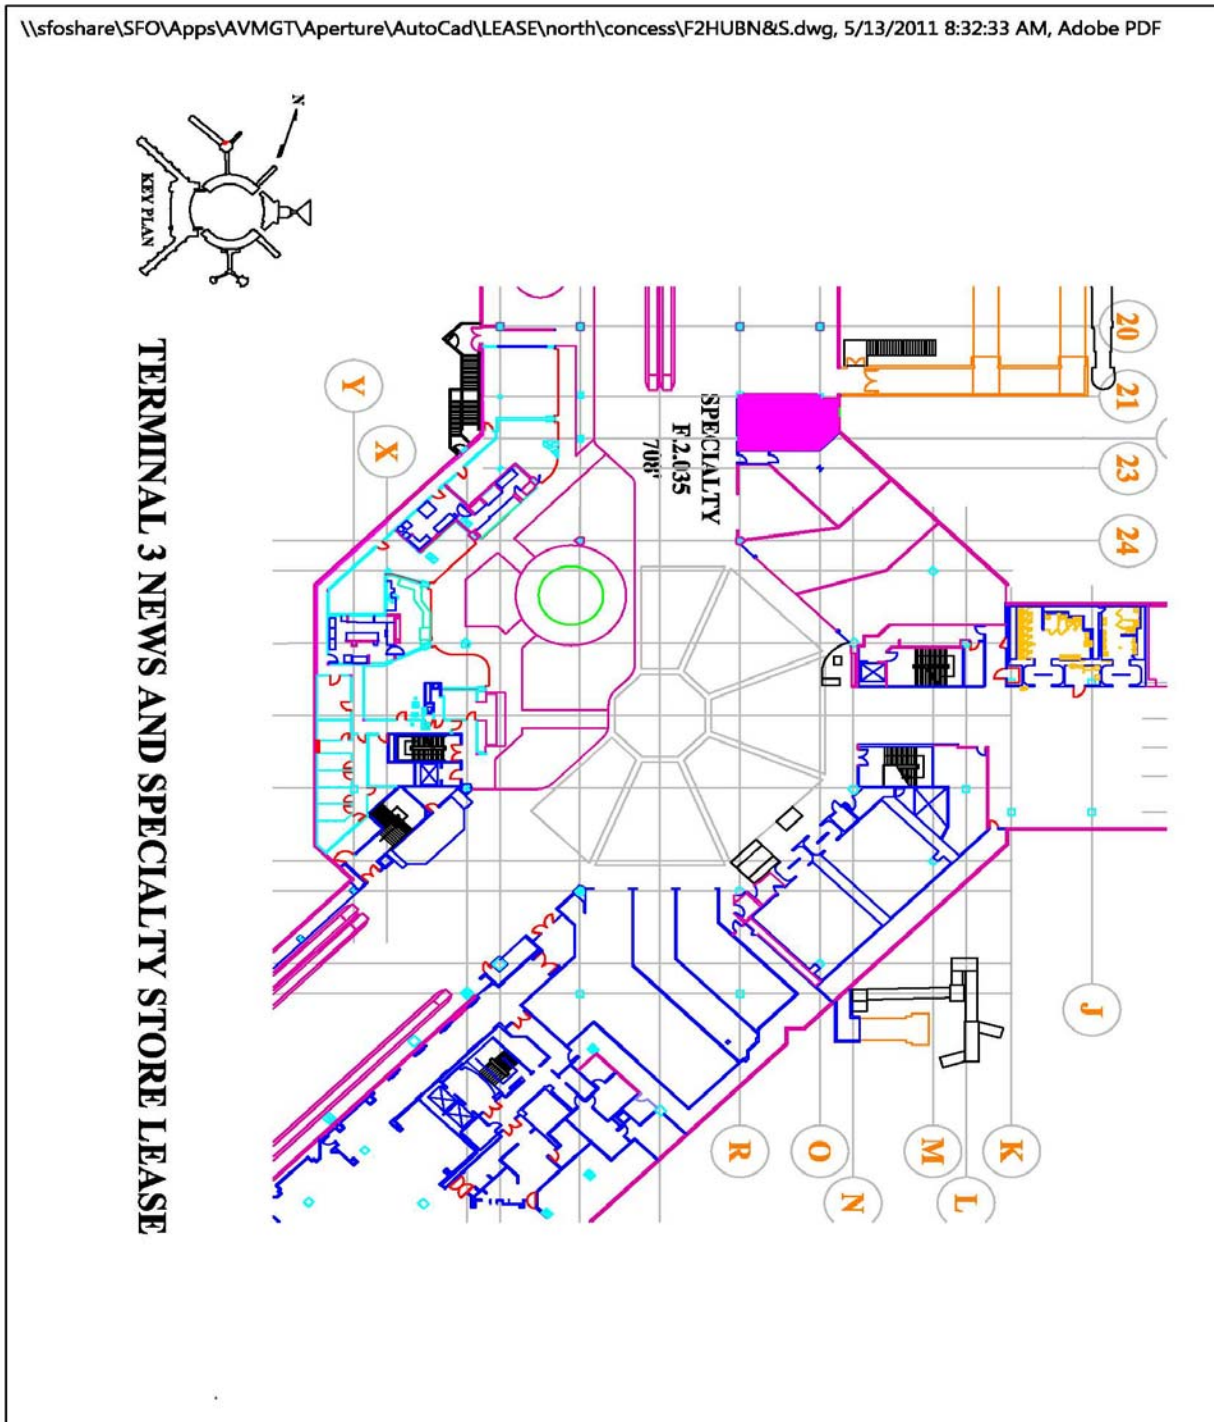 \\sfoshare\SFO\Apps\AVMGT\Aperture\AutoCad\LEASE\north\concess\F2HUBN&S.dwg, 5/13/2011 8:32:33 AM, Adobe PDF
N
KEY PLAN
TERMINAL 3 NEWS AND SPECIALTY STORE LEASE
SPECIALTY
F.2.035
708'
20
21
23
24
Y
X
J
K
L
M
N
O
R